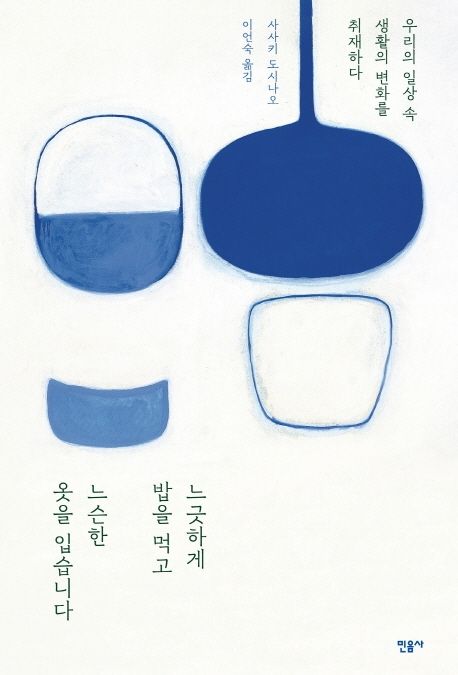 우리의 일상 속
생활의 변화를
취재하다
사사키 도시나오
이언숙 옮김
느긋하게
밥을 먹고
느슨한
옷을 입습니다
민음사